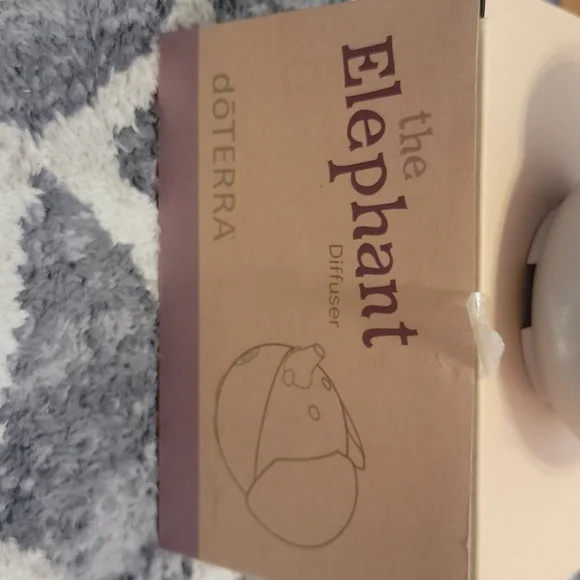 the
Elephant
Diffuser
dōTERRA